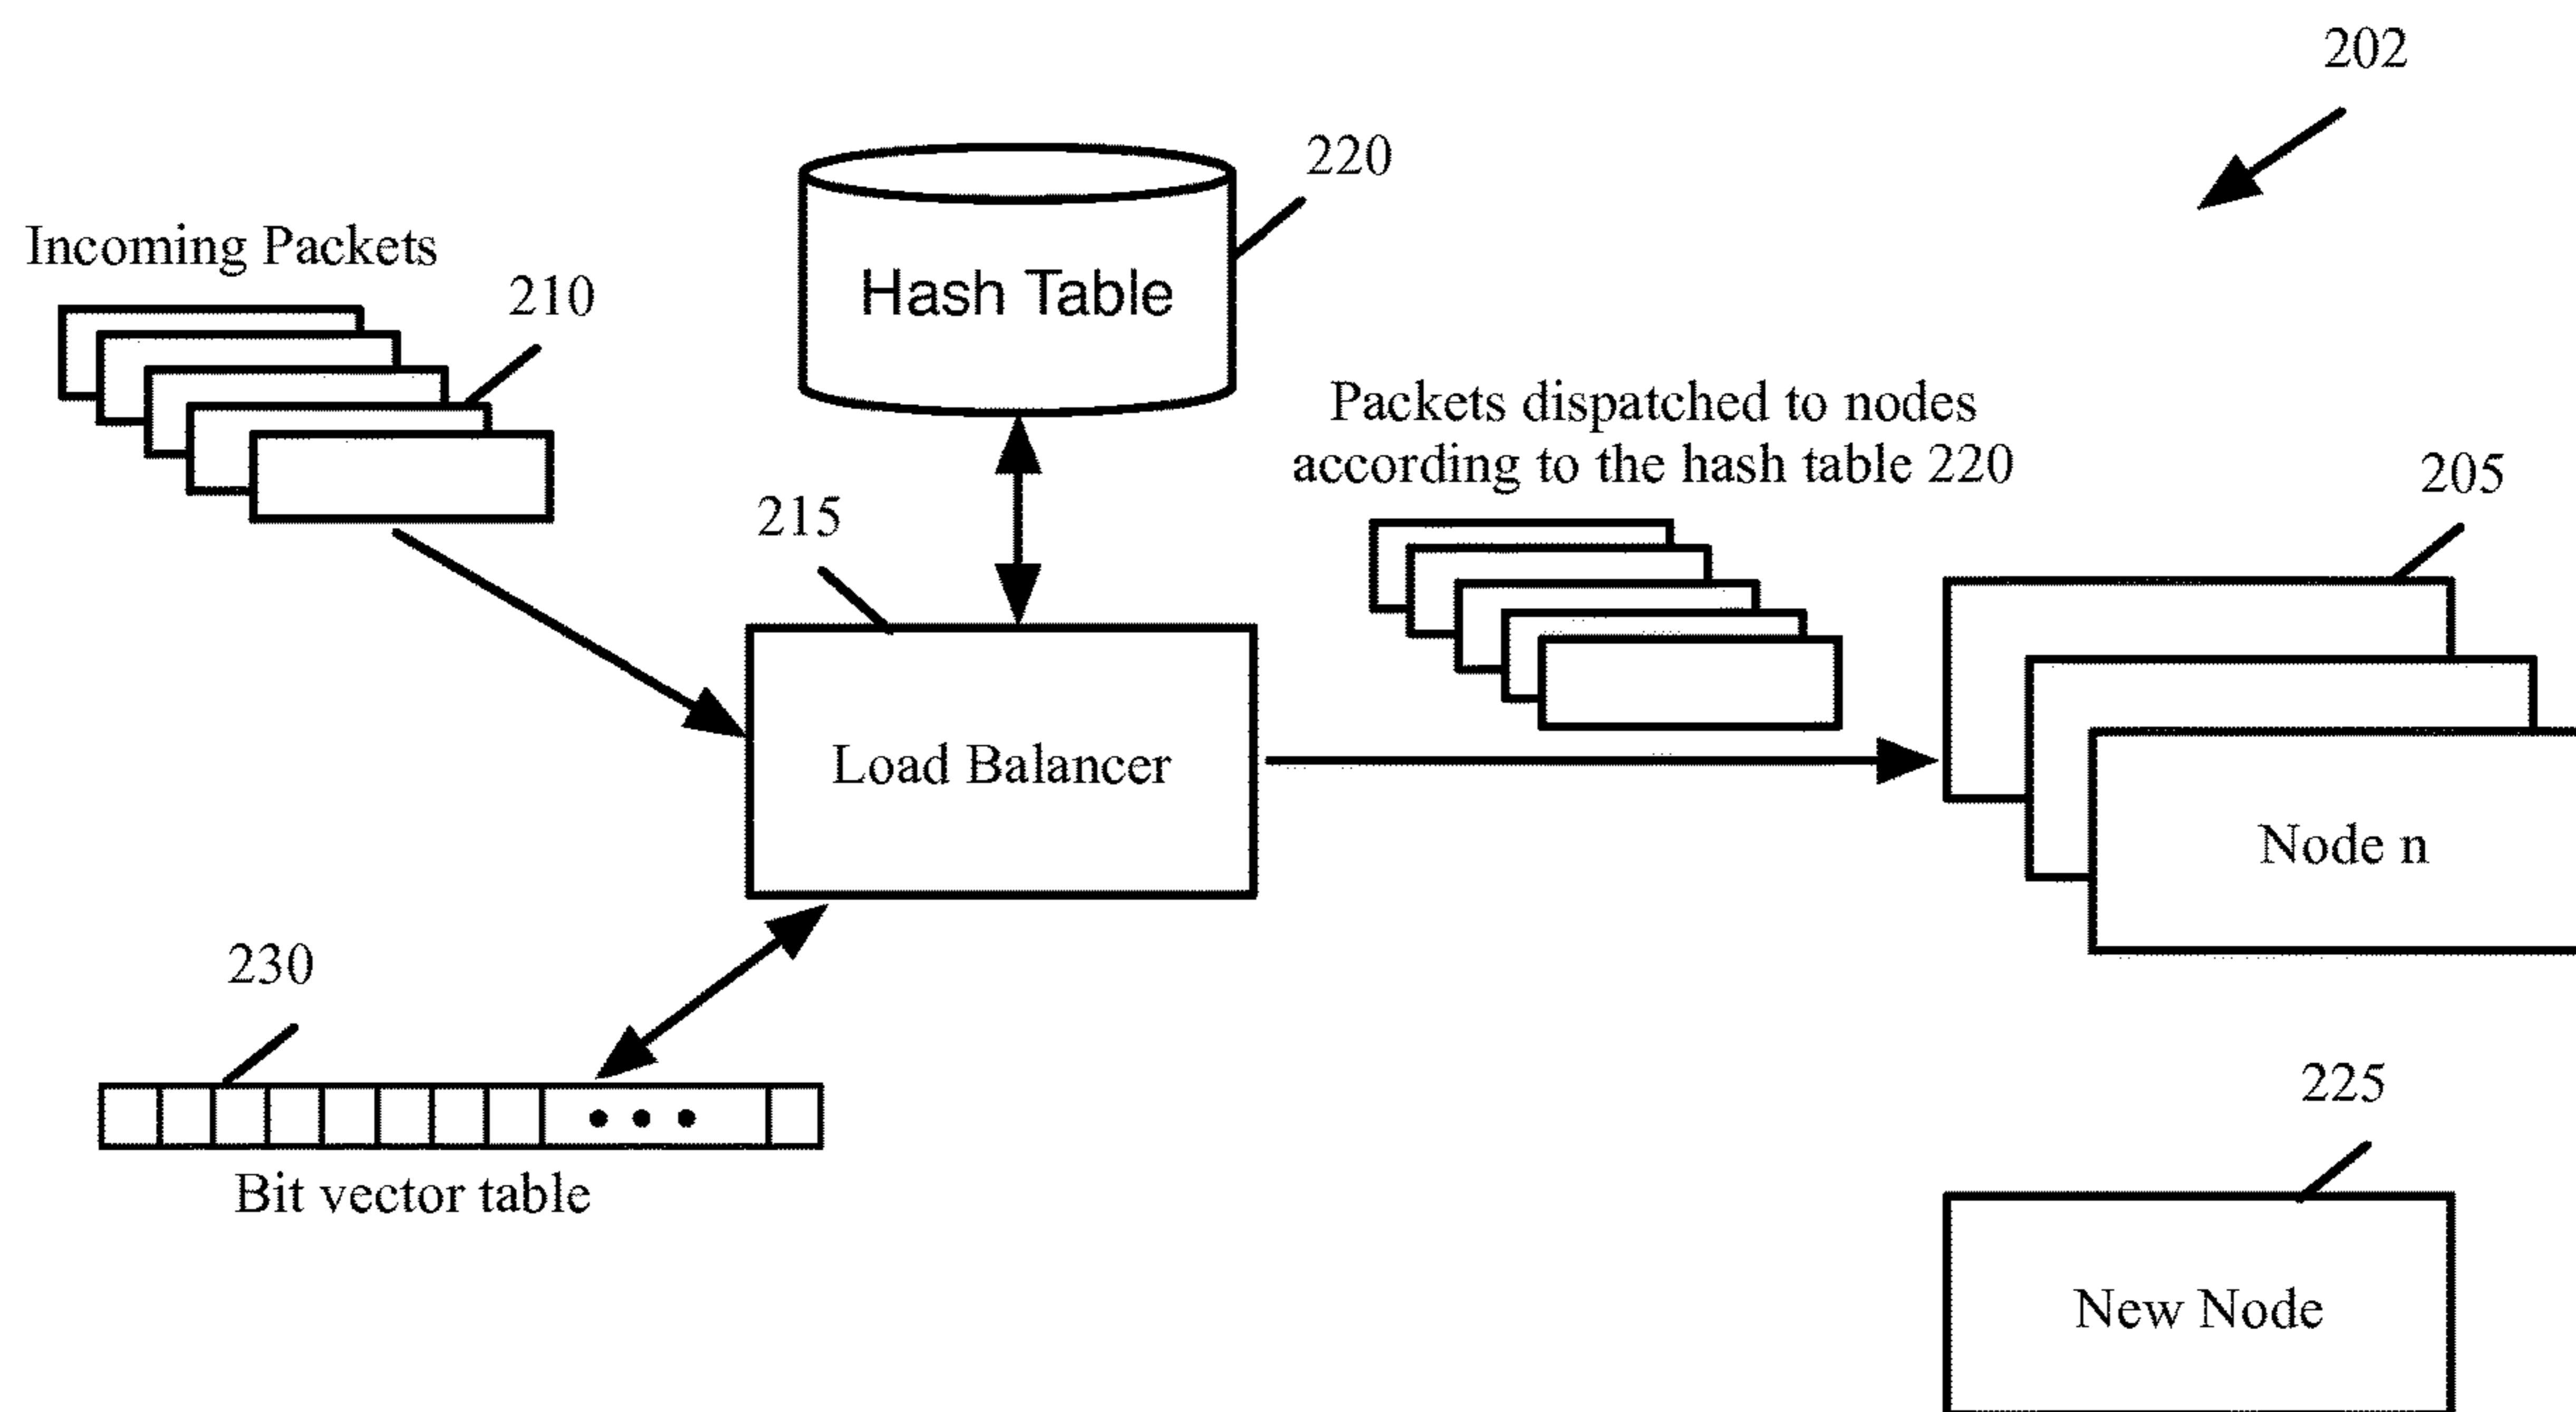 202
220
Incoming Packets
210
Hash Table
Packets dispatched to nodes
according to the hash table 220
205
215
Load Balancer
Node n
230
225
Bit vector table
New Node